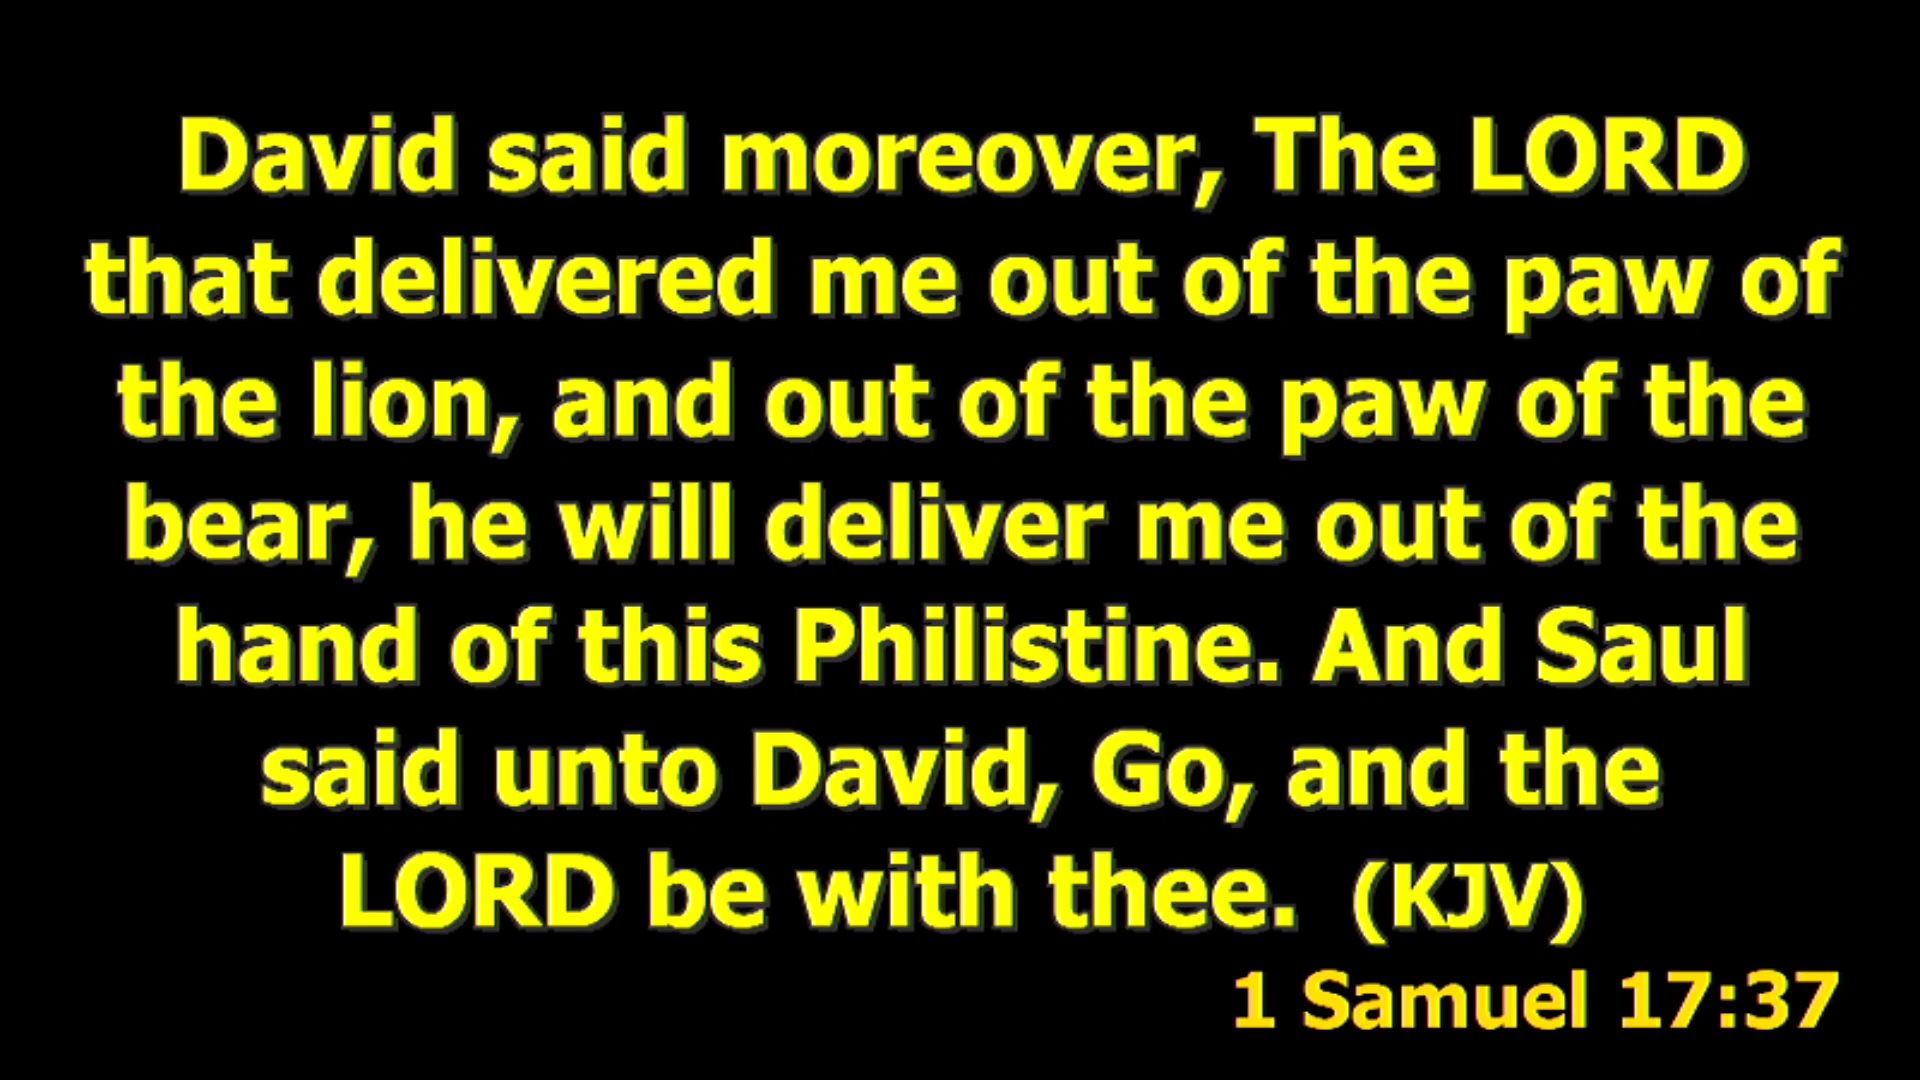 David said moreover, The LORD
that delivered me out of the paw of
the lion, and out of the paw of the
bear, he will deliver me out of the
hand of this Philistine. And Saul
said unto David, Go, and the
LORD be with thee. (KJV)
1 Samuel 17:37